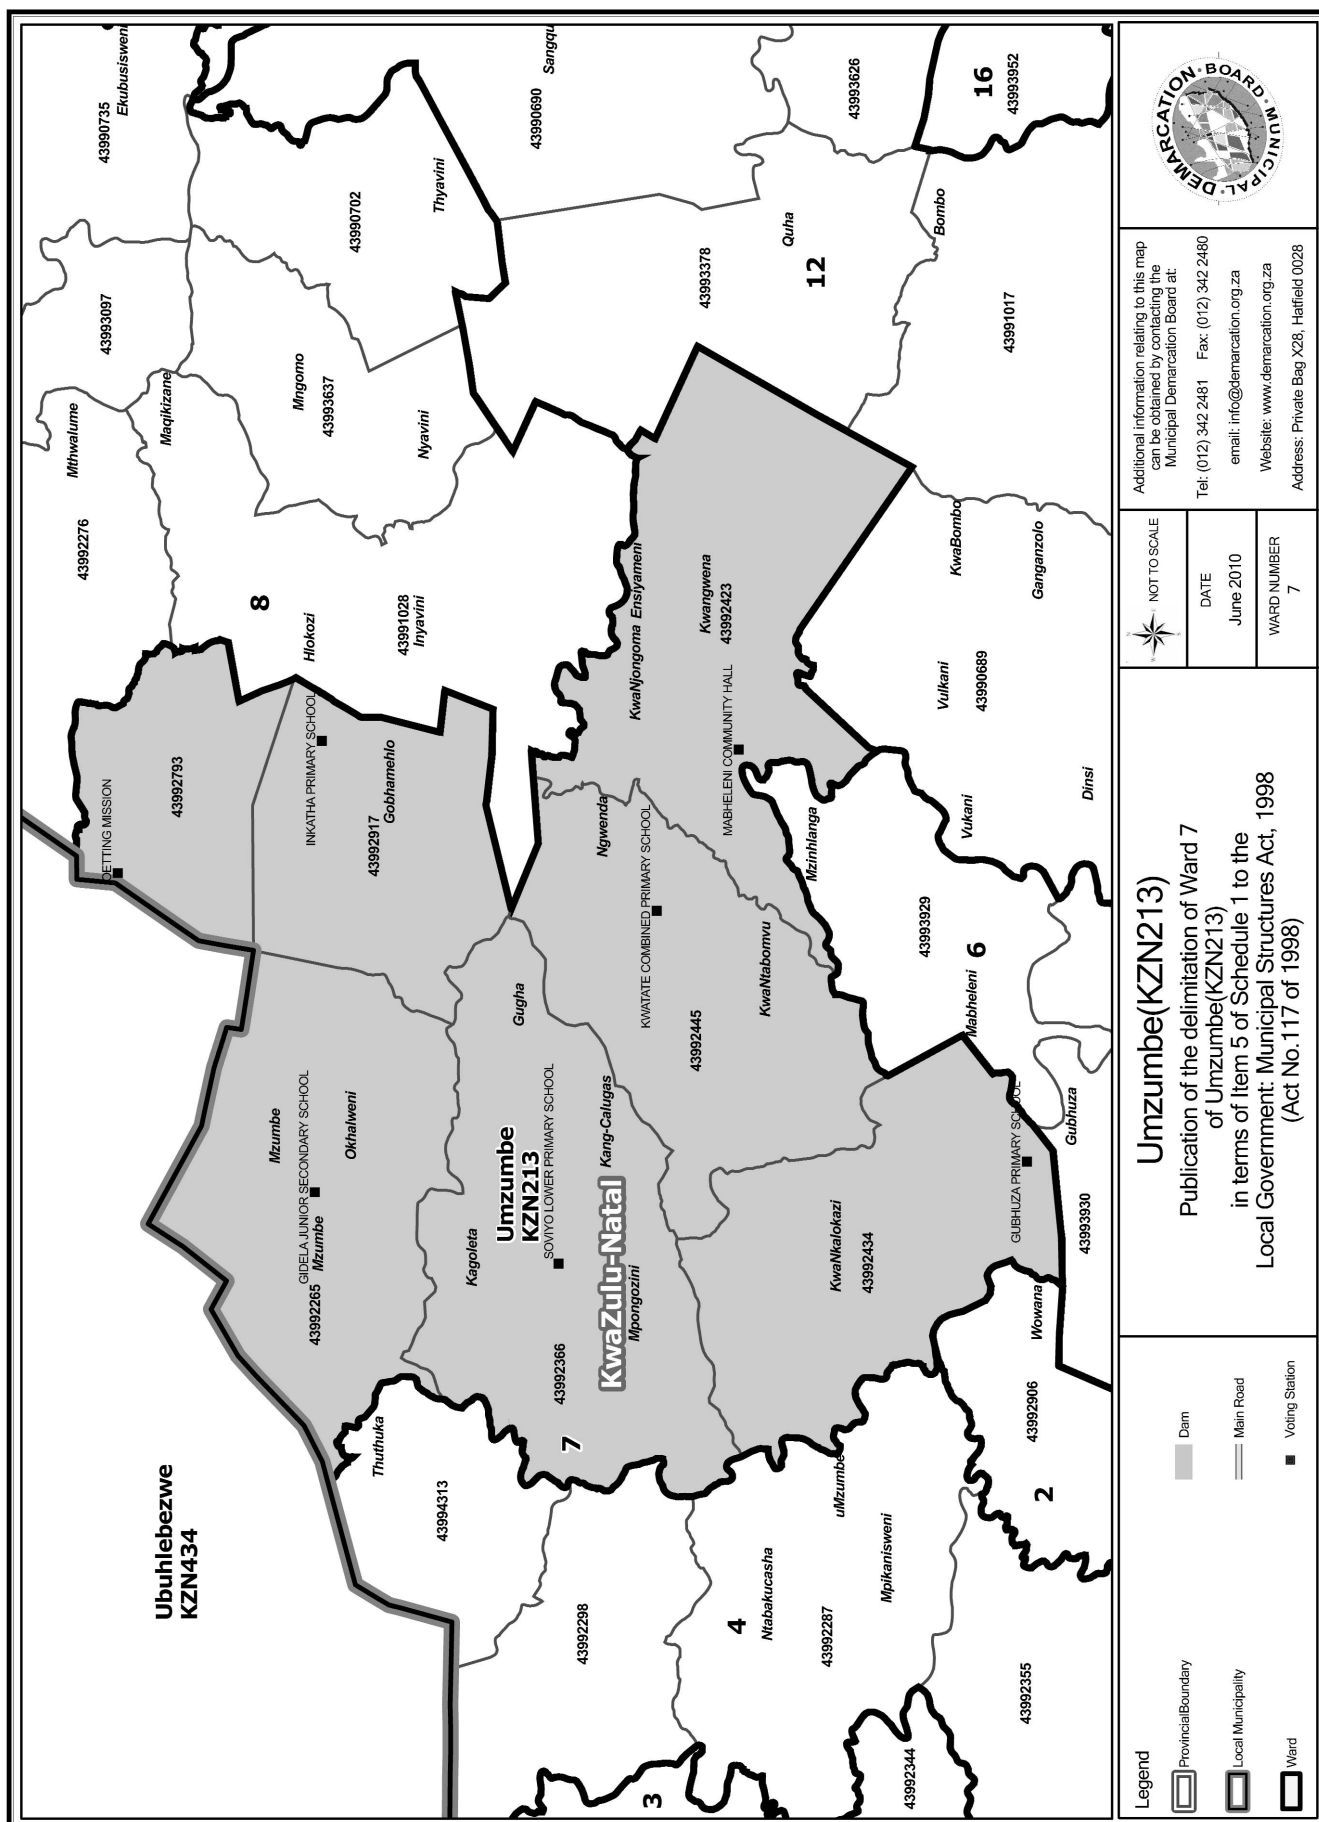 Ubuhlebezwe
KZN434
43992276
Mthwalume
43993097
43990735
Ekubusisweni
Maqikizane
OETTING MISSION
43992793
8
Hlokozi
Mngomo
43993637
43990702
Nyavini
Thyavini
43991028
Inyavini
INKATHA PRIMARY SCHOOL
Gobhamehlo
43992917
Mzumbe
GIDELA JUNIOR SECONDARY SCHOOL
Mzumbe
43992265
Okhalweni
Thuthuka
43994313
Kagoleta
Gugha
Umzumbe
KZN213
SOVIYO LOWER PRIMARY SCHOOL
43992366
7
Kang-Calugas
KwaZulu-Natal
Mpongozini
Ngwenda
KWATATE COMBINED PRIMARY SCHOOL
KwaNjongoma Ensiyameni
43990690
Sangqu
43992298
3
43992445
Kwangwena
43992423
MABHELENI COMMUNITY HALL
43993378
Quha
12
43993626
4
Ntabakucasha
43992287
uMzumbe
Mpikanisweni
KwaNtabomvu
Mzinhlanga
KwaNkalokazi
43992434
43993929
Mabheleni
6
Vukani
Vulkani
43990689
KwaBombo
Bombo
43991017
16
43993952
43992344
43992355
2
43992906
Wowana
GUBHUZA PRIMARY SCHOOL
Gubhuza
43993930
Dinsi
Ganganzolo
Legend
ProvincialBoundary
Local Municipality
Ward
Dam
Main Road
Voting Station
Umzumbe(KZN213)
Publication of the delimitation of Ward 7
of Umzumbe(KZN213)
in terms of Item 5 of Schedule 1 to the
Local Government: Municipal Structures Act, 1998
(Act No.117 of 1998)
NOT TO SCALE
DATE
June 2010
WARD NUMBER
7
Additional information relating to this map
can be obtained by contacting the
Municipal Demarcation Board at:
Tel: (012) 342 2481 Fax: (012) 342 2480
email: info@demarcation.org.za
Website: www.demarcation.org.za
Address: Private Bag X28, Hatfield 0028
MUNICIPAL DEMARCATION BOARD